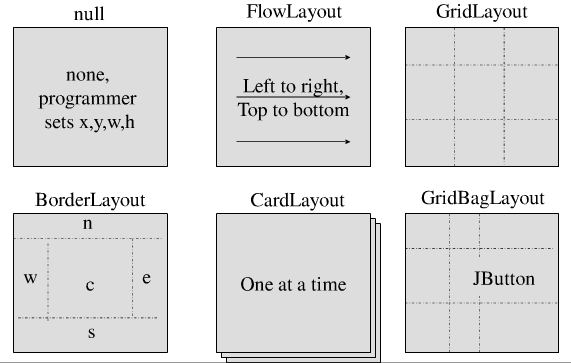 null
FlowLayout
GridLayout
none,
programmer
sets x,y,w,h
Left to right,
Top to bottom
BorderLayout
CardLayout
GridBagLayout
n
w
c
e
s
One at a time
JButton